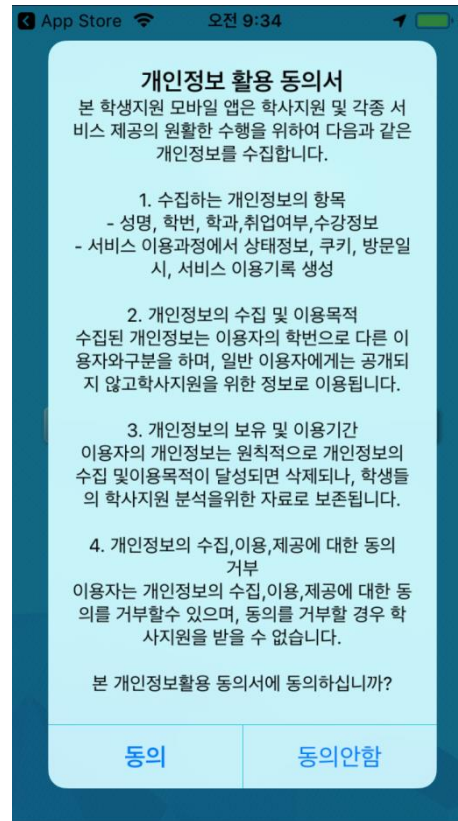 App Store
오전 9:34
개인정보 활용 동의서
본 학생지원 모바일 앱은 학사지원 및 각종 서
비스 제공의 원활한 수행을 위하여 다음과 같은
개인정보를 수집합니다.
1. 수집하는 개인정보의 항목
- 성명, 학번, 학과,취업여부,수강정보
- 서비스 이용과정에서 상태정보, 쿠키, 방문일
시, 서비스 이용기록 생성
2. 개인정보의 수집 및 이용목적
수집된 개인정보는 이용자의 학번으로 다른 이
용자와구분을 하며, 일반 이용자에게는 공개되
지 않고학사지원을 위한 정보로 이용됩니다.
3. 개인정보의 보유 및 이용기간
이용자의 개인정보는 원칙적으로 개인정보의
수집 및이용목적이 달성되면 삭제되나, 학생들
의 학사지원 분석을위한 자료로 보존됩니다.
4. 개인정보의 수집,이용,제공에 대한 동의
거부
이용자는 개인정보의 수집,이용,제공에 대한 동
의를 거부할수 있으며, 동의를 거부할 경우 학
사지원을 받을 수 없습니다.
본 개인정보활용 동의서에 동의하십니까?
동의
동의안함